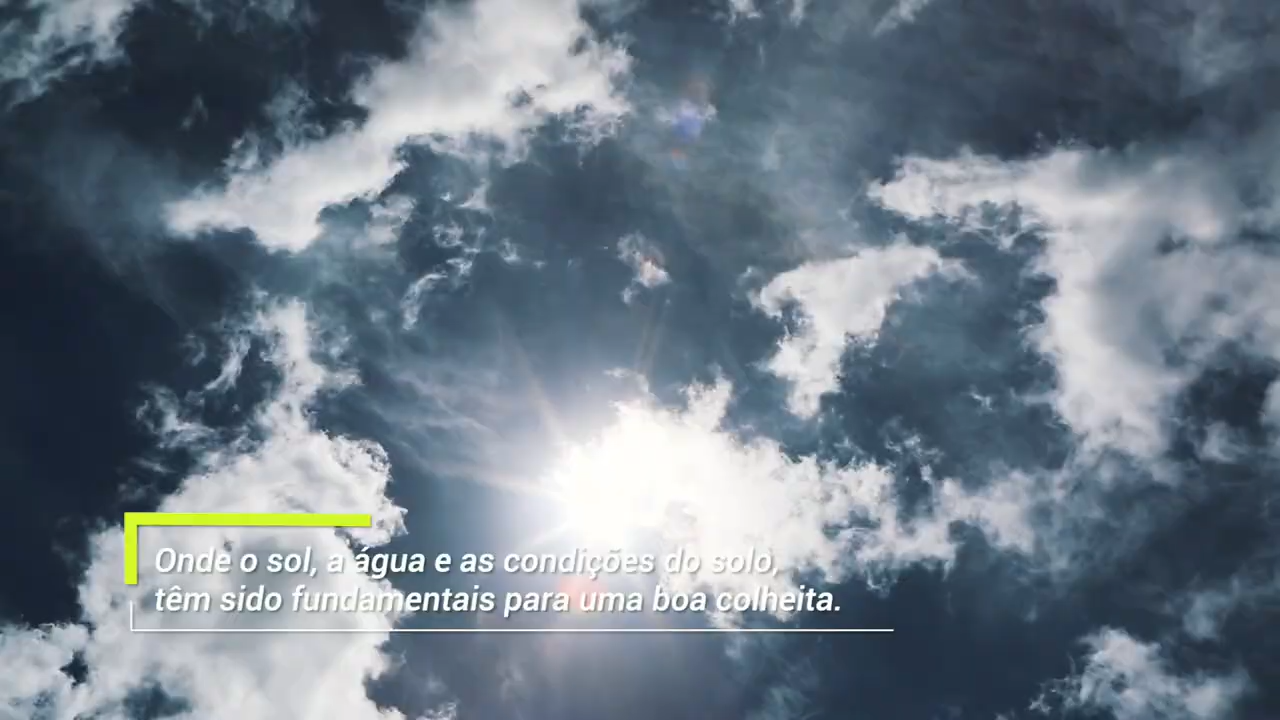 Onde o sol, a água e as condições do solo,
têm sido fundamentais para uma boa colheita.